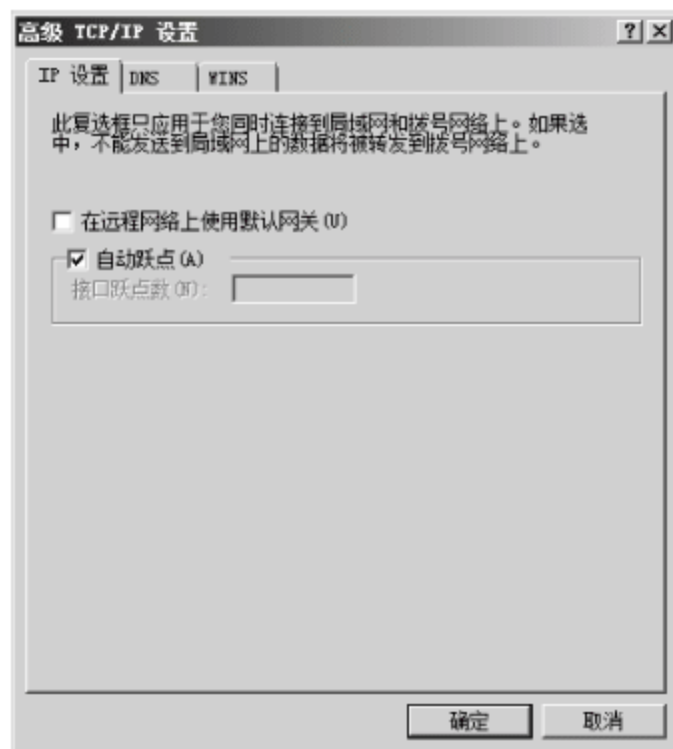 高级 TCP/IP 设置
IP 设置 DNS WINS
此复选框只应用于您同时连接到局域网和拨号网络上。如果选
中，不能发送到局域网上的数据将被转发到拨号网络上。
在远程网络上使用默认网关(U)
自动跃点(A)
接口跃点数(N):
确定 取消